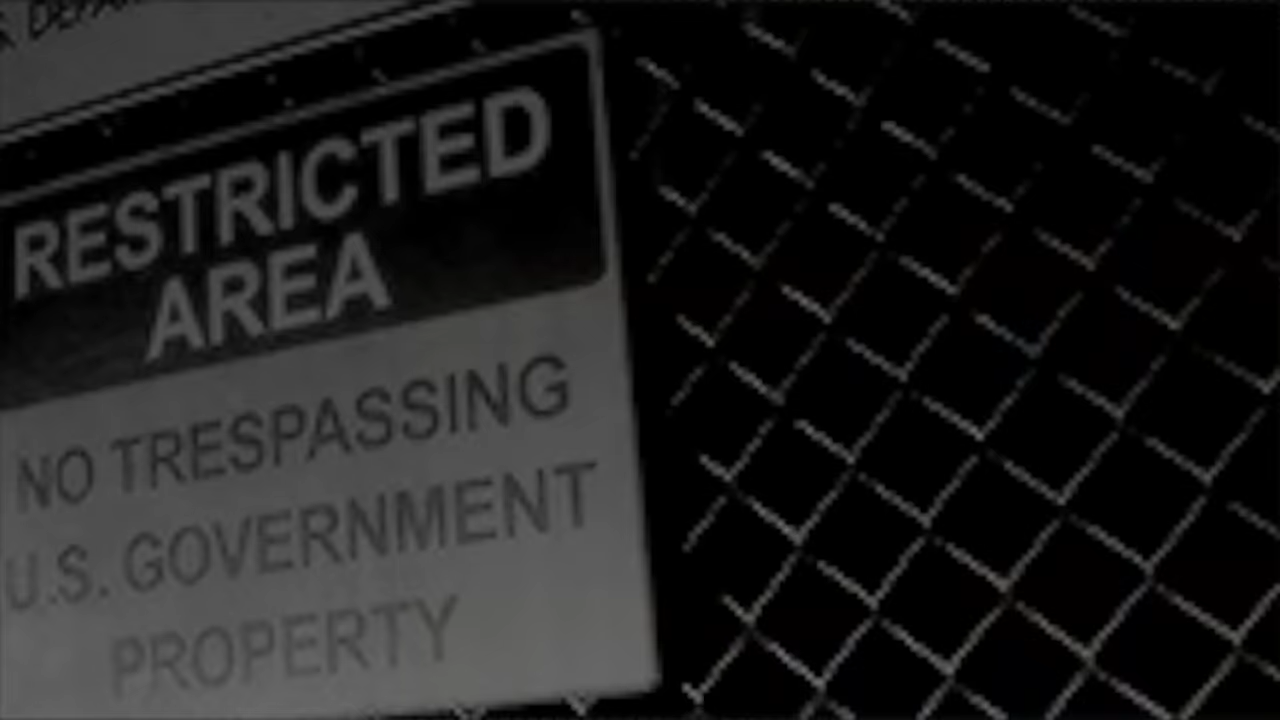 RESTRICTED
AREA
NO TRESPASSING
U.S. GOVERNMENT
PROPERTY